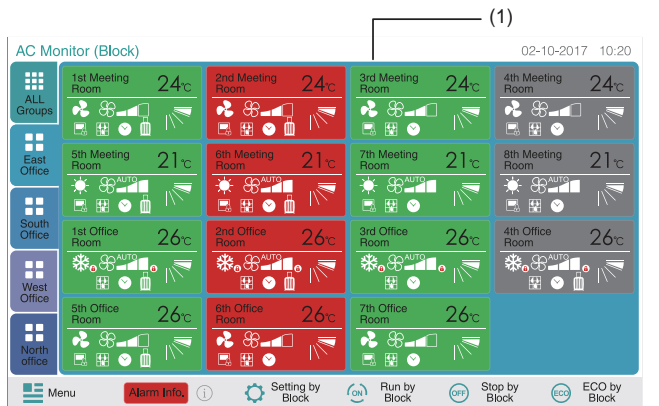 (1)
AC Monitor (Block)
02-10-2017 10:20
ALL
Groups
East
Office
South
Office
West
Office
North
office
1st Meeting
Room
24℃
2nd Meeting
Room
24℃
3rd Meeting
Room
24℃
4th Meeting
Room
24℃
5th Meeting
Room
21℃
AUTO
6th Meeting
Room
21℃
AUTO
7th Meeting
Room
21℃
AUTO
8th Meeting
Room
21℃
AUTO
1st Office
Room
26℃
AUTO
2nd Office
Room
26℃
AUTO
3rd Office
Room
26℃
AUTO
4th Office
Room
26℃
AUTO
5th Office
Room
26℃
6th Office
Room
26℃
7th Office
Room
26℃
Menu
Alarm Info.
i
Setting by
Block
ON
Run by
Block
OFF
Stop by
Block
ECO
ECO by
Block